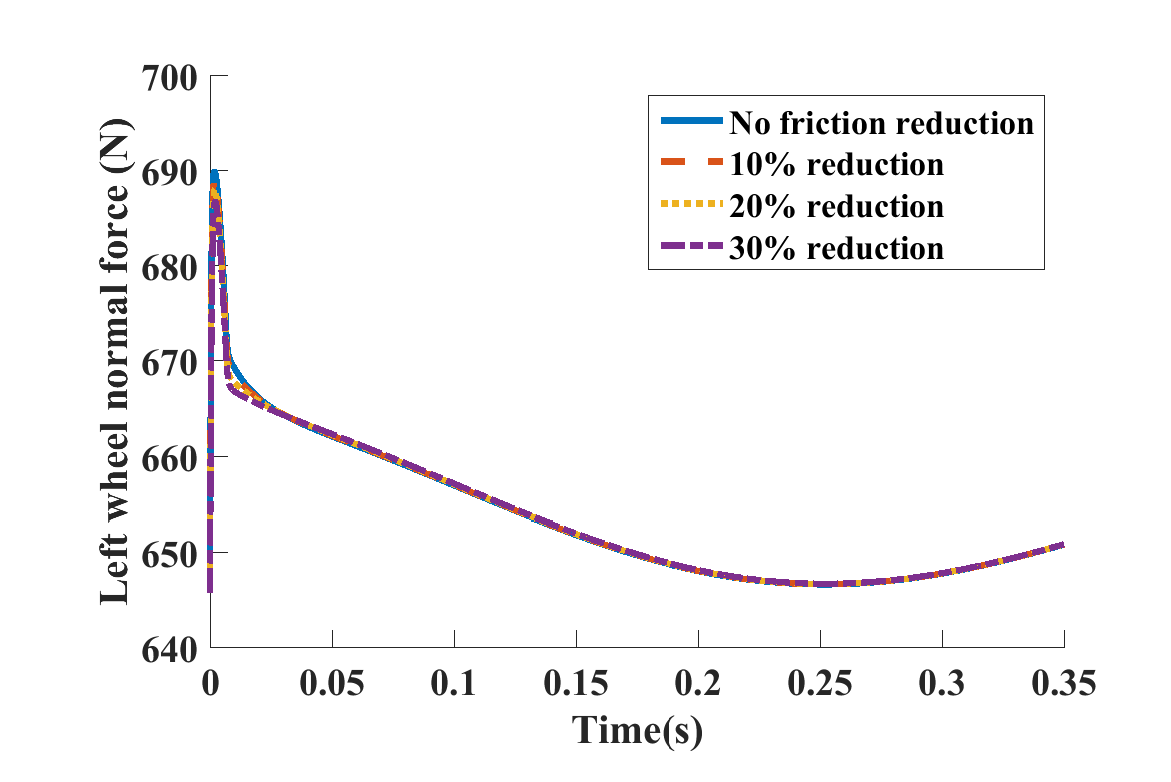 700
690
680
670
660
650
640
Left wheel normal force (N)
No friction reduction
10% reduction
20% reduction
30% reduction
0 0.05 0.1 0.15 0.2 0.25 0.3 0.35
Time(s)